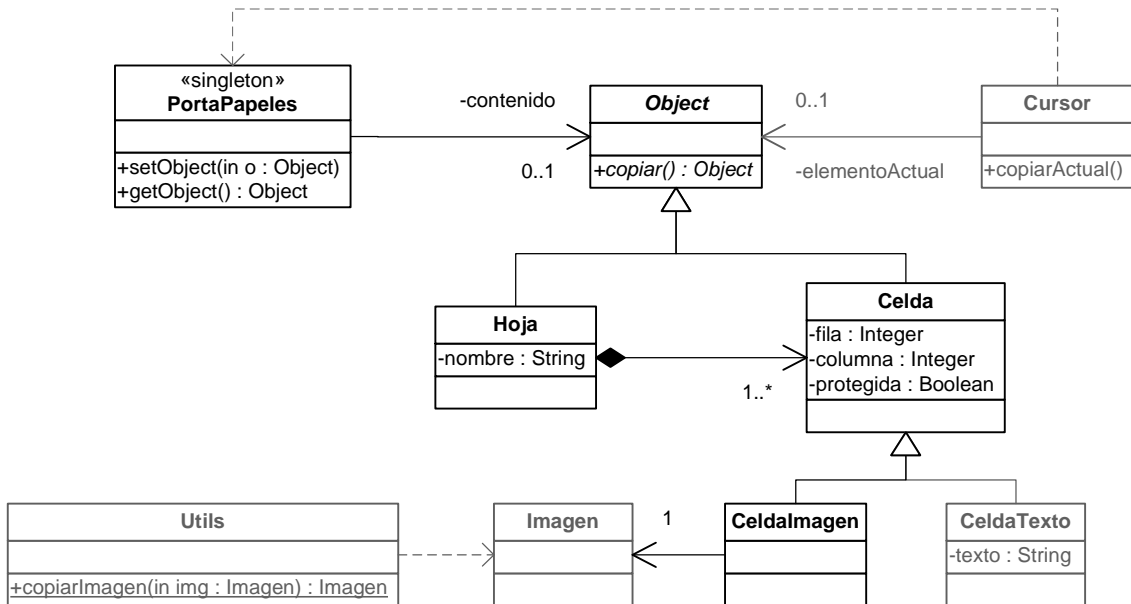 «singleton»
PortaPapeles
+setObject(in o : Object)
+getObject() : Object
-contenido
0..1
Object
+copiar() : Object
0..1
-elementoActual
Cursor
+copiarActual()
Hoja
-nombre : String
1..*
Celda
-fila : Integer
-columna : Integer
-protegida : Boolean
Utils
+copiarImagen(in img : Imagen) : Imagen
Imagen
1
CeldaImagen
CeldaTexto
-texto : String